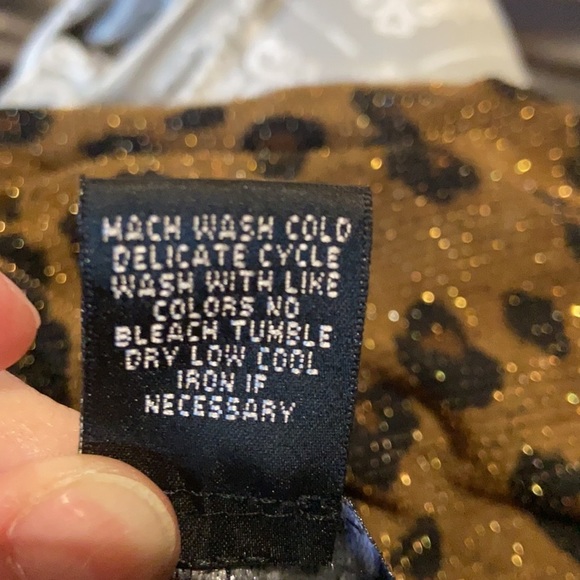 MACH WASH COLD
DELICATE CYCLE
WASH WITH LIKE
COLORS NO
BLEACH TUMBLE
DRY LOW COOL
IRON IF
NECESSARY